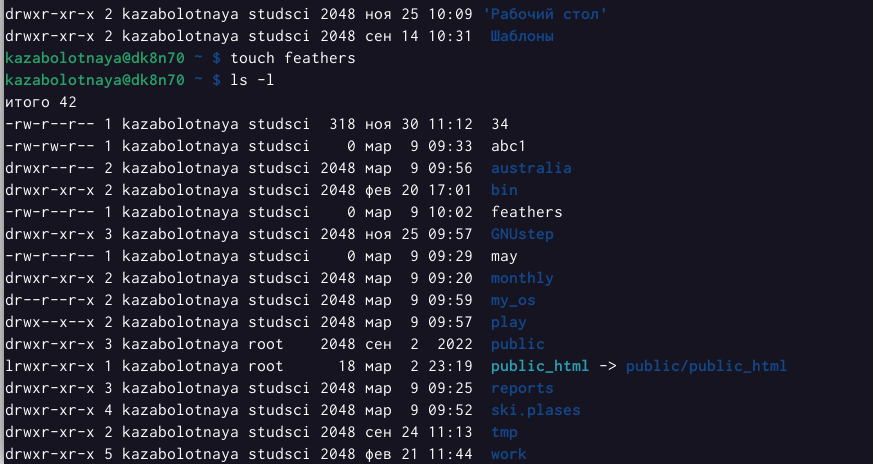 drwxr-xr-x 2 kazabolotnaya studsci 2048 ноя 25 10:09 'Рабочий стол'
drwxr-xr-x 2 kazabolotnaya studsci 2048 сен 14 10:31 Шаблоны
kazabolotnaya@dk8n70 ~ $ touch feathers
kazabolotnaya@dk8n70 ~ $ ls -l
итого 42
-rw-r--r-- 1 kazabolotnaya studsci 318 ноя 30 11:12 34
-rw-rw-r-- 1 kazabolotnaya studsci 0 мар 9 09:33 abc1
drwxr--r-- 2 kazabolotnaya studsci 2048 мар 9 09:56 australia
drwxr-xr-x 2 kazabolotnaya studsci 2048 фев 20 17:01 bin
-rw-r--r-- 1 kazabolotnaya studsci 0 мар 9 10:02 feathers
drwxr-xr-x 3 kazabolotnaya studsci 2048 ноя 25 09:57 GNUstep
-rw-r--r-- 1 kazabolotnaya studsci 0 мар 9 09:29 may
drwxr-xr-x 2 kazabolotnaya studsci 2048 мар 9 09:20 monthly
dr--r--r-x 2 kazabolotnaya studsci 2048 мар 9 09:59 my_os
drwx--x--x 2 kazabolotnaya studsci 2048 мар 9 09:57 play
drwxr-xr-x 3 kazabolotnaya root 2048 сен 2 2022 public
lrwxr-xr-x 1 kazabolotnaya root 18 мар 2 23:19 public_html -> public/public_html
drwxr-xr-x 3 kazabolotnaya studsci 2048 мар 9 09:25 reports
drwxr-xr-x 4 kazabolotnaya studsci 2048 мар 9 09:52 ski.plases
drwxr-xr-x 2 kazabolotnaya studsci 2048 сен 24 11:13 tmp
drwxr-xr-x 5 kazabolotnaya studsci 2048 фев 21 11:44 work